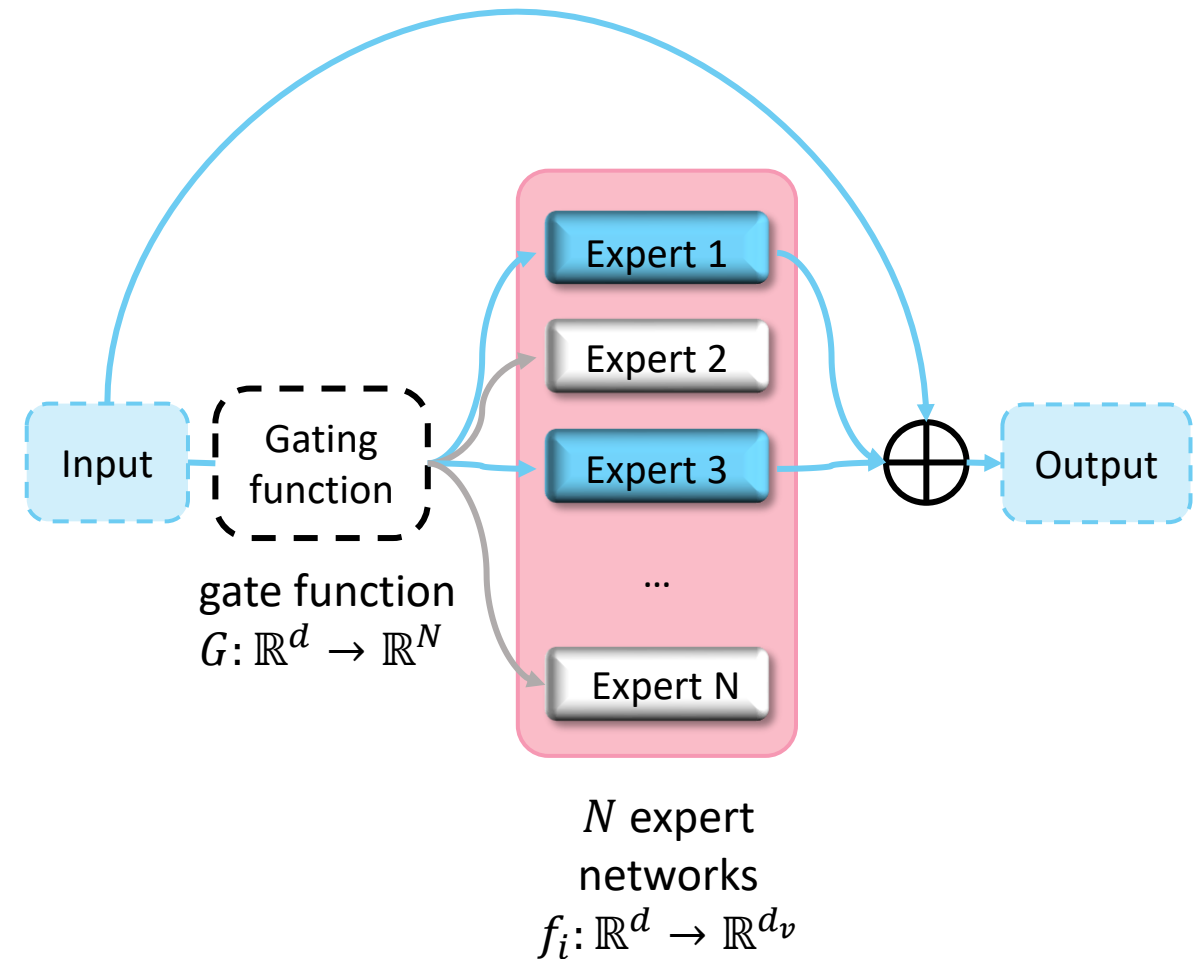 Input
Gating
function
gate function
G: ℝ^d → ℝ^N
Expert 1
Expert 2
Expert 3
...
Expert N
N expert
networks
f_i: ℝ^d → ℝ^{d_v}
Output